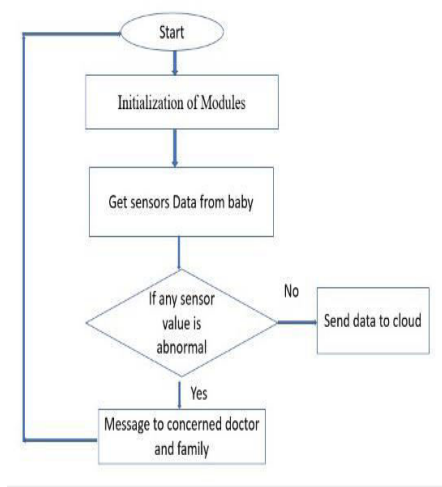 Start
Initialization of Modules
Get sensors Data from baby
If any sensor
value is
abnormal
No
Send data to cloud
Yes
Message to concerned doctor
and family